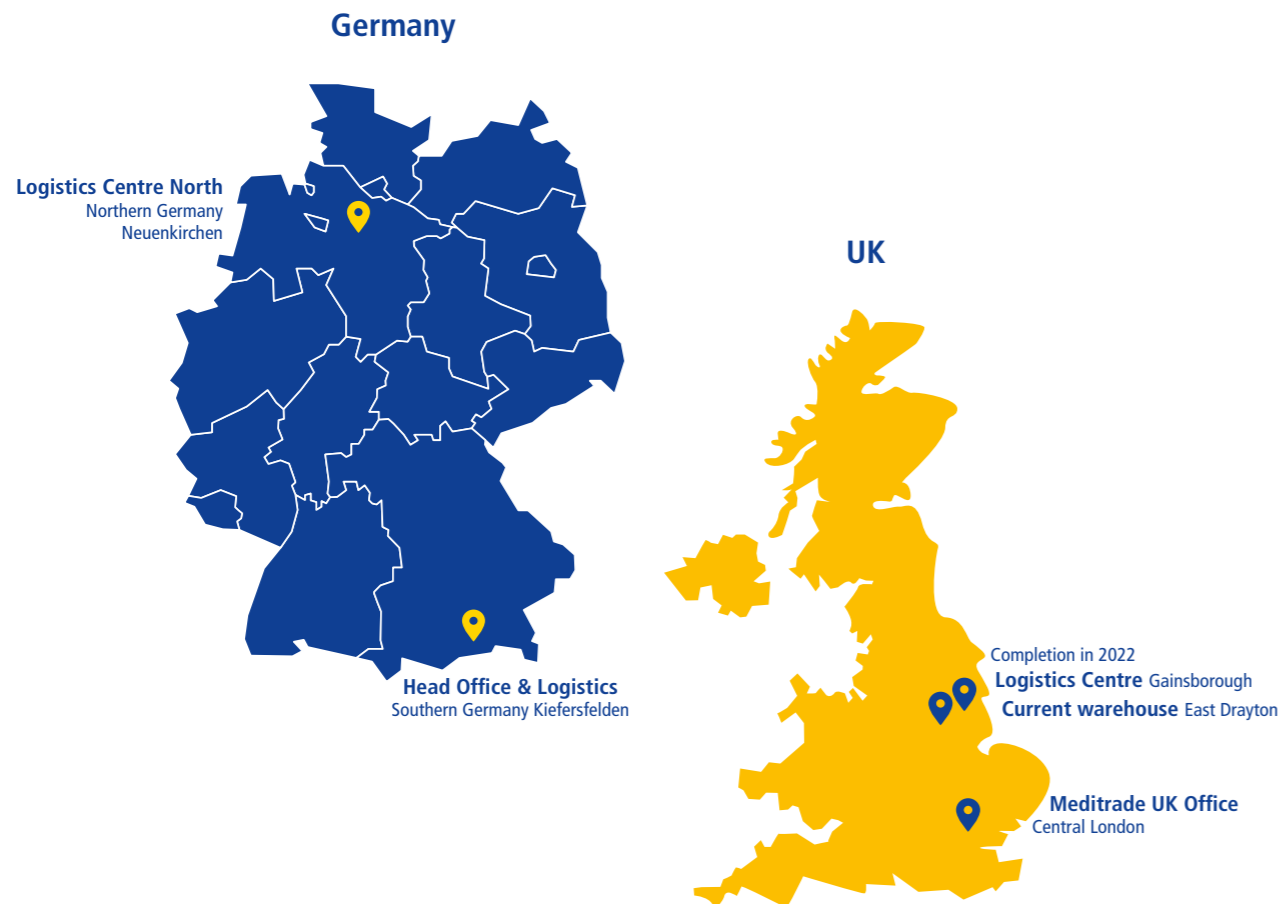 Germany
Logistics Centre North
Northern Germany
Neuenkirchen
Head Office & Logistics
Southern Germany Kiefersfelden
UK
Completion in 2022
Logistics Centre Gainsborough
Current warehouse East Drayton
Meditrade UK Office
Central London